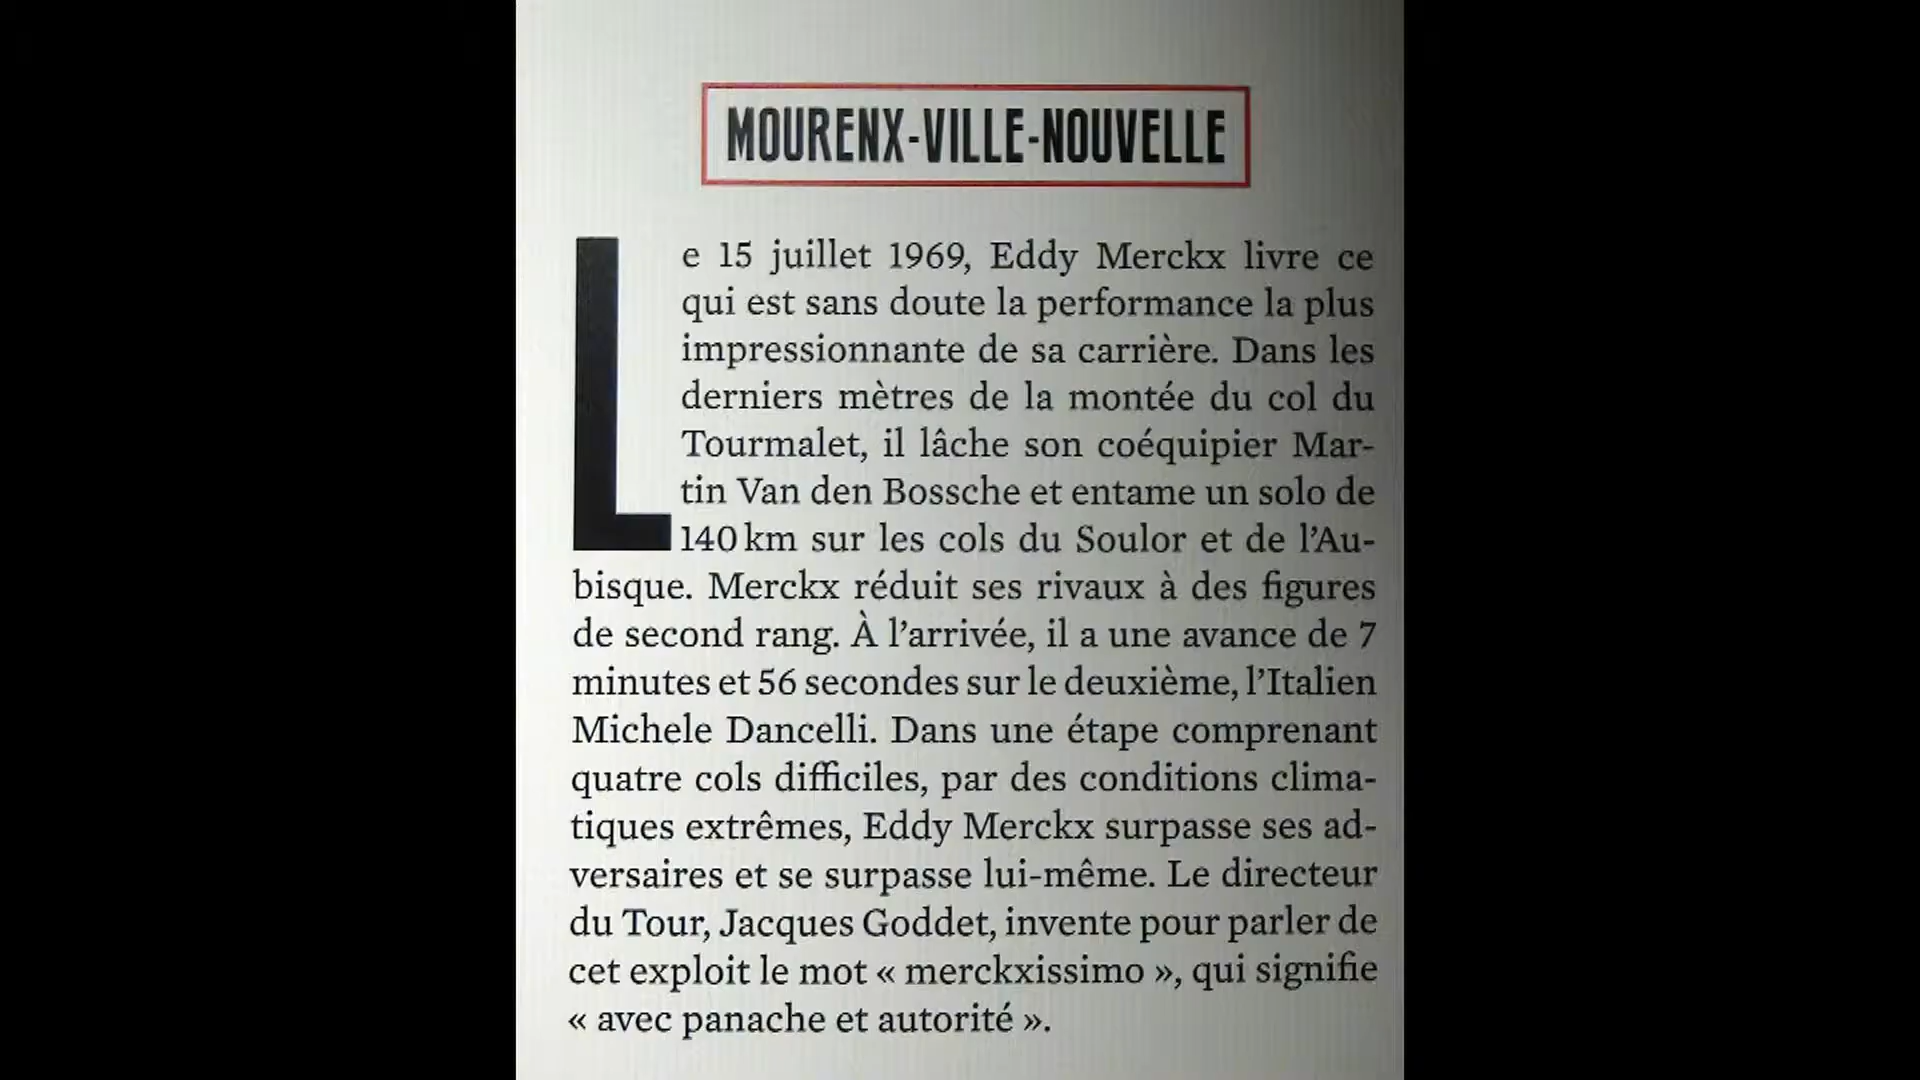 MOURENX-VILLE-NOUVELLE
Le 15 juillet 1969, Eddy Merckx livre ce
qui est sans doute la performance la plus
impressionnante de sa carrière. Dans les
derniers mètres de la montée du col du
Tourmalet, il lâche son coéquipier Mar-
tin Van den Bossche et entame un solo de
140 km sur les cols du Soulor et de l’Au-
bisque. Merckx réduit ses rivaux à des figures
de second rang. À l’arrivée, il a une avance de 7
minutes et 56 secondes sur le deuxième, l’Italien
Michele Dancelli. Dans une étape comprenant
quatre cols difficiles, par des conditions clima-
tiques extrêmes, Eddy Merckx surpasse ses ad-
versaires et se surpasse lui-même. Le directeur
du Tour, Jacques Goddet, invente pour parler de
cet exploit le mot « merckxissimo », qui signifie
« avec panache et autorité ».